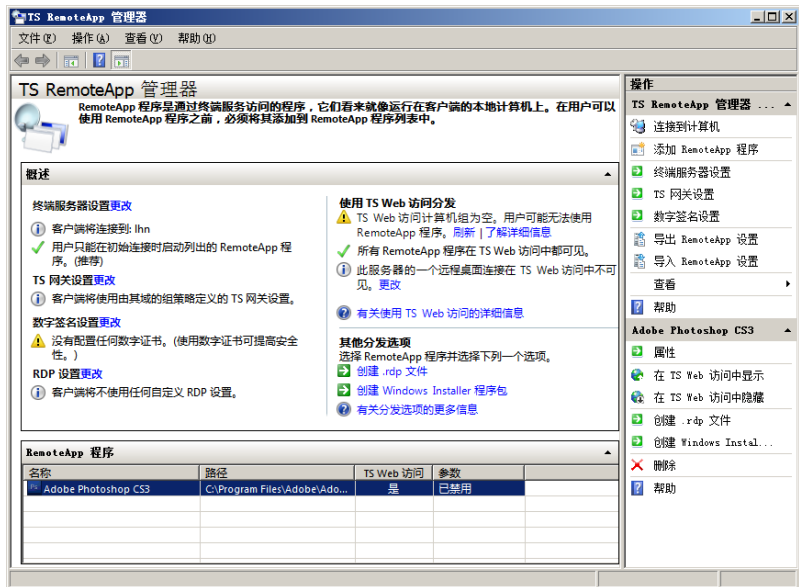 TS RemoteApp 管理器
文件(F) 操作(A) 查看(V) 帮助(H)
TS RemoteApp 管理器
RemoteApp 程序是通过终端服务访问的程序，它们看来就像运行在客户端的本地计算机上。在用户可以
使用 RemoteApp 程序之前，必须将其添加到 RemoteApp 程序列表中。
概述
终端服务器设置更改
客户端将连接到: lhn
用户只能在初始连接时启动列出的 RemoteApp 程
序。(推荐)
TS 网关设置更改
客户端将使用由其域的组策略定义的 TS 网关设置。
数字签名设置更改
没有配置任何数字证书。(使用数字证书可提高安全
性。)
RDP 设置更改
客户端将不使用任何自定义 RDP 设置。
使用 TS Web 访问分发
TS Web 访问计算机组为空。用户可能无法使用
RemoteApp 程序。刷新 | 了解详细信息
所有 RemoteApp 程序在 TS Web 访问中都可见。
此服务器的一个远程桌面连接在 TS Web 访问中不可
见。更改
有关使用 TS Web 访问的详细信息
其他分发选项
选择 RemoteApp 程序并选择下列一个选项。
创建 .rdp 文件
创建 Windows Installer 程序包
有关分发选项的更多信息
RemoteApp 程序
名称 路径 TS Web 访问 参数
Adobe Photoshop CS3 C:\Program Files\Adobe\Ado... 是 已禁用
操作
TS RemoteApp 管理器 ...
连接到计算机
添加 RemoteApp 程序
终端服务器设置
TS 网关设置
数字签名设置
导出 RemoteApp 设置
导入 RemoteApp 设置
查看
帮助
Adobe Photoshop CS3
属性
在 TS Web 访问中显示
在 TS Web 访问中隐藏
创建 .rdp 文件
创建 Windows Instal...
删除
帮助